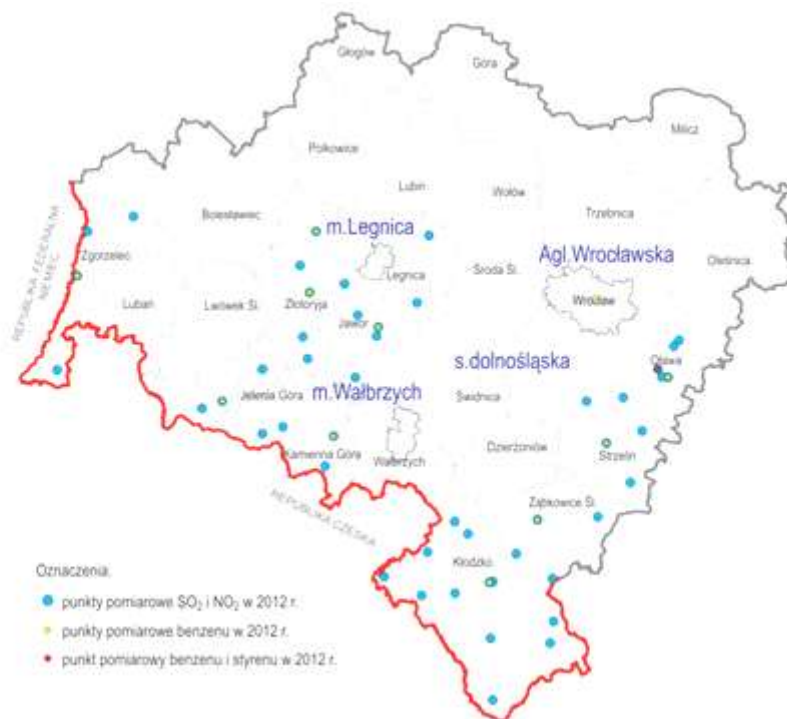 Głogów
Góra
Milicz
Polkowice
Lubin
Wołów
Trzebnica
Bolesławiec
m.Legnica
Agl.Wrocławska
Zgorzelec
Legnica
Środa Śl.
Oleśnica
REPUBLIKA FEDERALNA
NIEMIEC
Lubań
Lwówek Śl.
Złotoryja
Wrocław
Jawor
s.dolnośląska
Oława
Jelenia Góra
m.Wałbrzych
Świdnica
Kamienna Góra
Wałbrzych
Dzierżoniów
Strzelin
REPUBLIKA CZESKA
Ząbkowice Śl.
Kłodzko
Oznaczenia:
punkty pomiarowe SO₂ i NO₂ w 2012 r.
punkty pomiarowe benzenu w 2012 r.
punkt pomiarowy benzenu i styrenu w 2012 r.